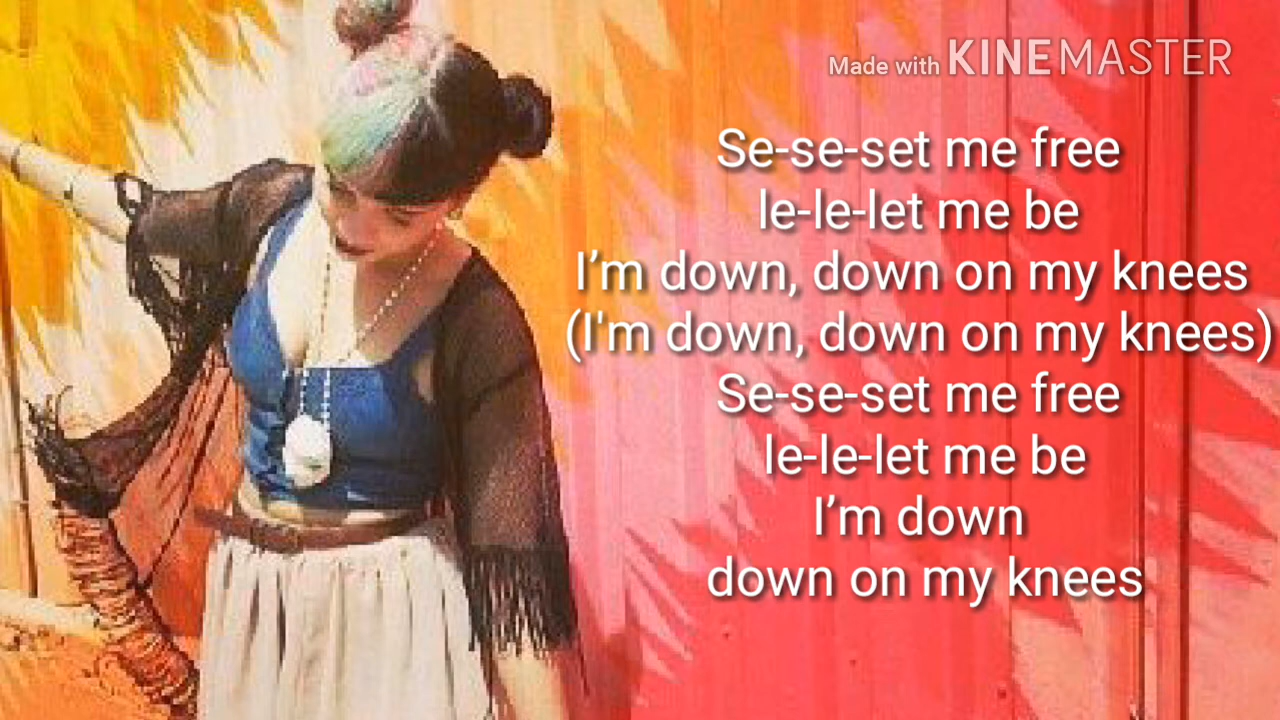 Made with KINEMASTER
Se-se-set me free
le-le-let me be
I’m down, down on my knees
(I'm down, down on my knees)
Se-se-set me free
le-le-let me be
I’m down
down on my knees